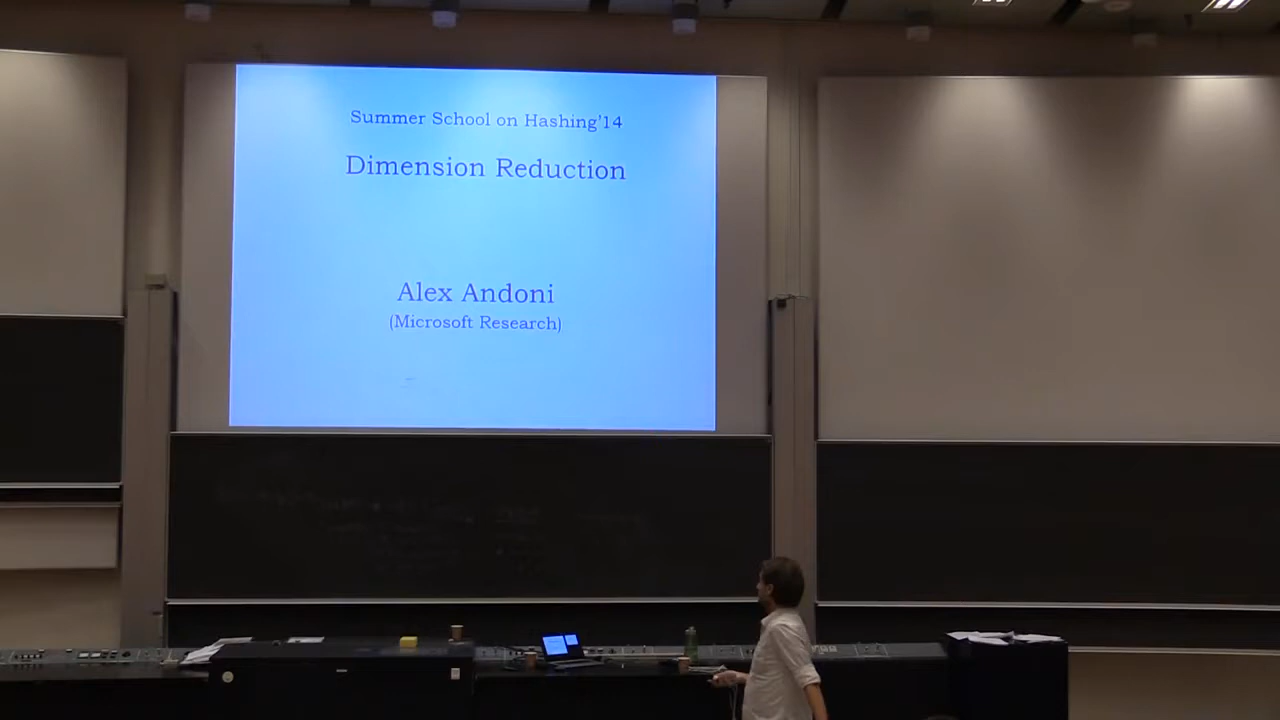 Summer School on Hashing'14
Dimension Reduction
Alex Andoni
(Microsoft Research)